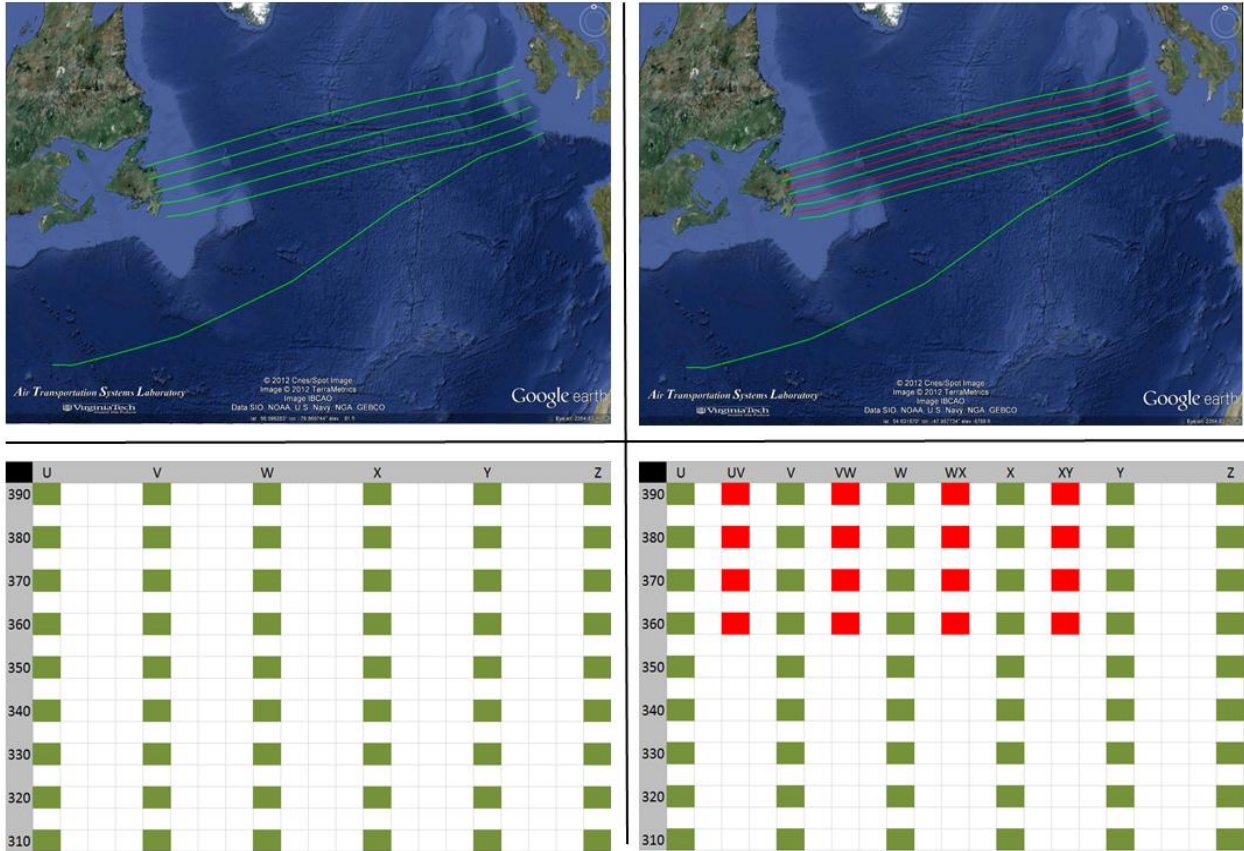 Air Transportation Systems Laboratory
VirginiaTech
© 2012 Cnes/Spot Image
Image © 2012 TerraMetrics
Image IBCAO
Data SIO, NOAA, U.S. Navy, NGA, GEBCO
Google earth
Air Transportation Systems Laboratory
VirginiaTech
© 2012 Cnes/Spot Image
Image © 2012 TerraMetrics
Image IBCAO
Data SIO, NOAA, U.S. Navy, NGA, GEBCO
Google earth
U V W X Y Z
390
380
370
360
350
340
330
320
310
U UV V VW W WX X XY Y Z
390
380
370
360
350
340
330
320
310